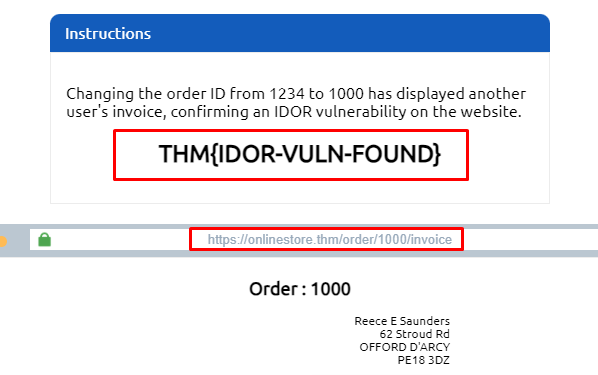 Instructions
Changing the order ID from 1234 to 1000 has displayed another
user's invoice, confirming an IDOR vulnerability on the website.
THM{IDOR-VULN-FOUND}
https://onlinestore.thm/order/1000/invoice
Order : 1000
Reece E Saunders
62 Stroud Rd
OFFORD D'ARCY
PE18 3DZ